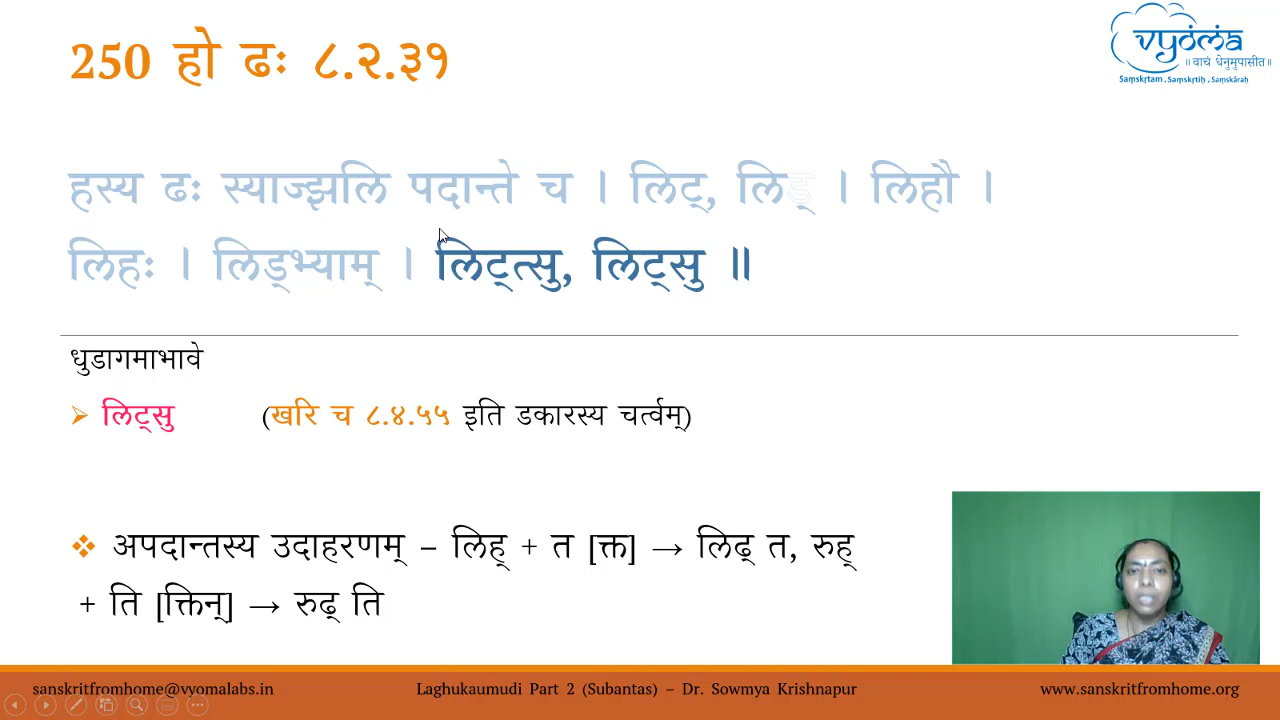 250 हो ढः ८.२.३१
vyoma
॥वाचं धेनुमुपासीत॥
Saṃskṛtam . Saṃskṛtiḥ . Saṃskārāḥ
हस्य ढः स्याज्झलि पदान्ते च । लिट्, लिड् । लिहौ ।
लिहः । लिड्भ्याम् । लिट्त्सु, लिट्सु ॥
धुडागमाभावे
➢ लिट्सु (खरि च ८.४.५५ इति डकारस्य चर्त्वम्)
❖ अपदान्तस्य उदाहरणम् – लिह् + त [क्त] → लिढ् त, रुह्
+ ति [क्तिन्] → रुढ् ति
sanskritfromhome@vyomalabs.in Laghukaumudi Part 2 (Subantas) – Dr. Sowmya Krishnapur www.sanskritfromhome.org